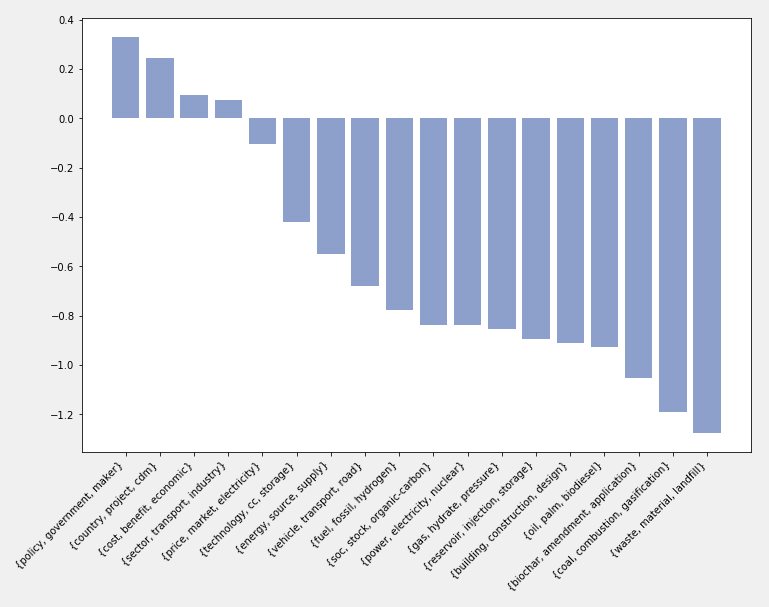 0.4
0.2
0.0
−0.2
−0.4
−0.6
−0.8
−1.0
−1.2
{policy, government, maker}
{country, project, cdm}
{cost, benefit, economic}
{sector, transport, industry}
{price, market, electricity}
{technology, cc, storage}
{energy, source, supply}
{vehicle, transport, road}
{fuel, fossil, hydrogen}
{soc, stock, organic-carbon}
{power, electricity, nuclear}
{gas, hydrate, pressure}
{reservoir, injection, storage}
{building, construction, design}
{oil, palm, biodiesel}
{biochar, amendment, application}
{coal, combustion, gasification}
{waste, material, landfill}